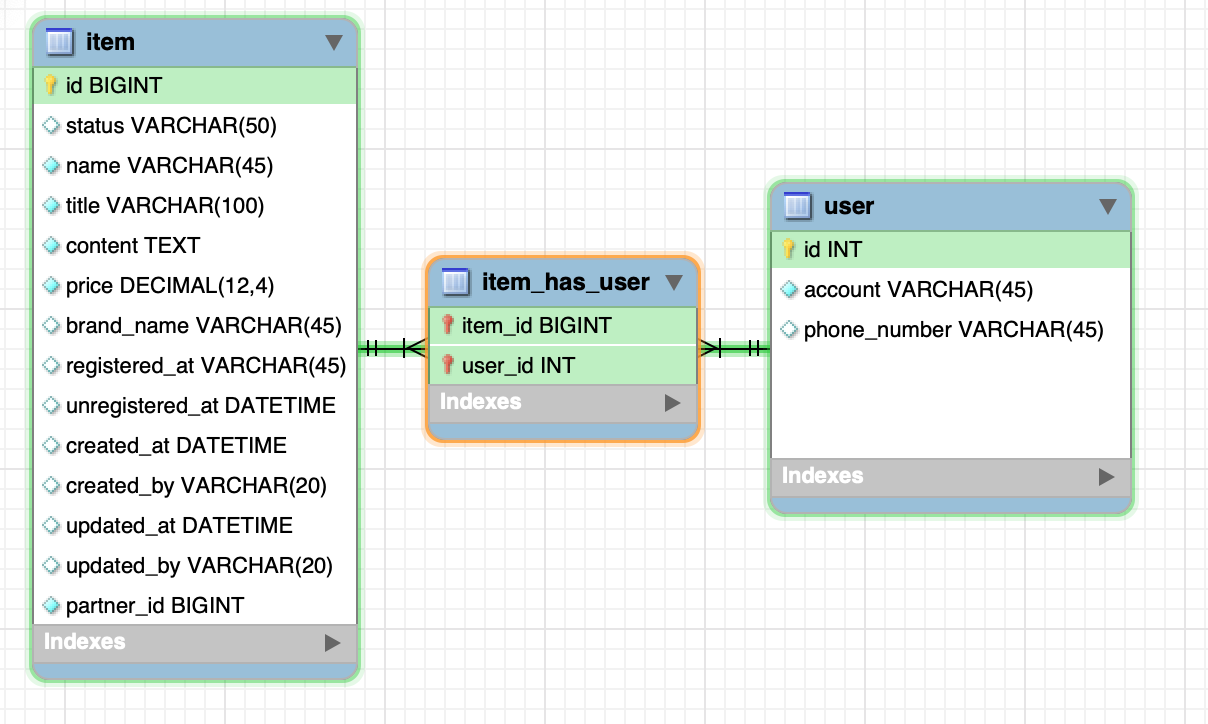 item
id BIGINT
status VARCHAR(50)
name VARCHAR(45)
title VARCHAR(100)
content TEXT
price DECIMAL(12,4)
brand_name VARCHAR(45)
registered_at VARCHAR(45)
unregistered_at DATETIME
created_at DATETIME
created_by VARCHAR(20)
updated_at DATETIME
updated_by VARCHAR(20)
partner_id BIGINT
Indexes
item_has_user
item_id BIGINT
user_id INT
Indexes
user
id INT
account VARCHAR(45)
phone_number VARCHAR(45)
Indexes